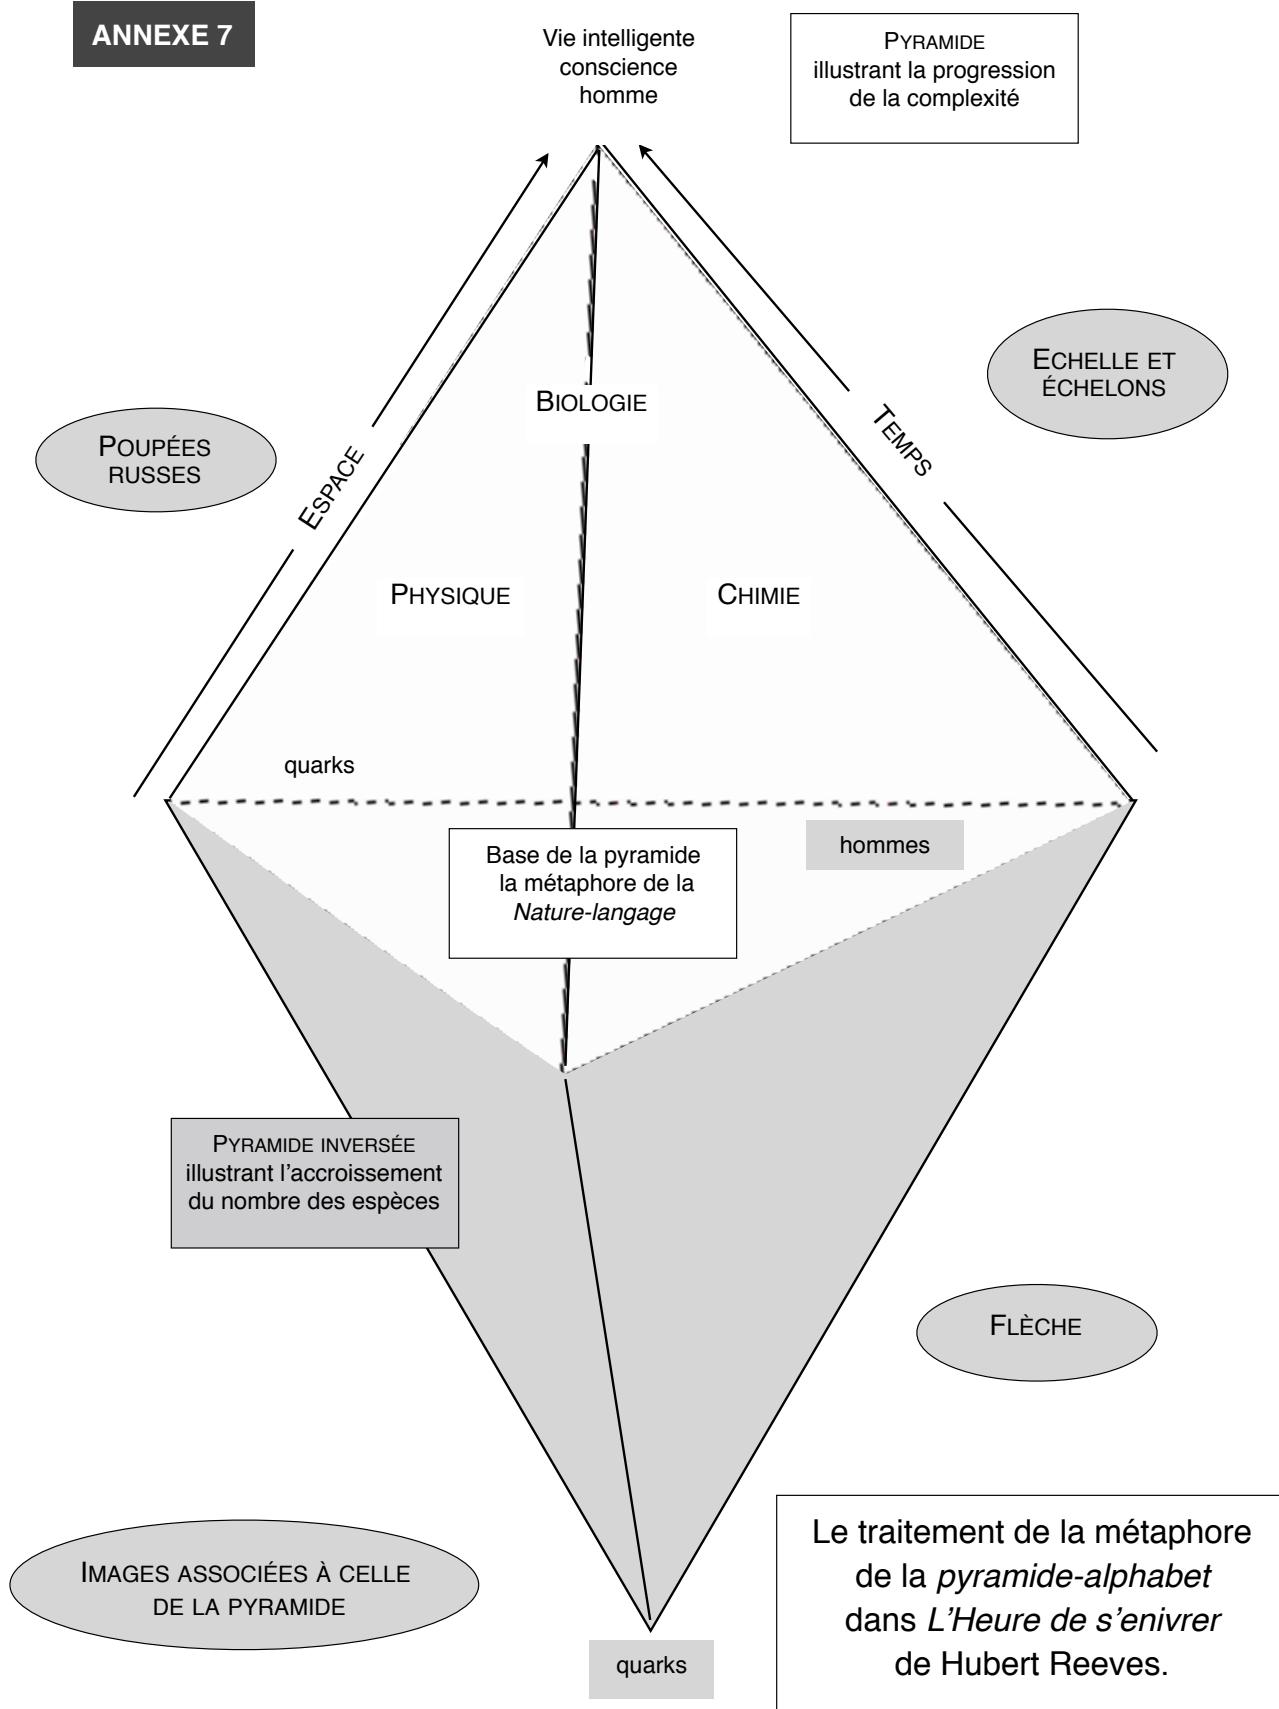 ANNEXE 7
Vie intelligente
conscience
homme
PYRAMIDE
illustrant la progression
de la complexité
ECHELLE ET
ÉCHELONS
BIOLOGIE
TEMPS
POUPÉES
RUSSES
ESPACE
PHYSIQUE
CHIMIE
quarks
hommes
Base de la pyramide
la métaphore de la
Nature-langage
PYRAMIDE INVERSÉE
illustrant l'accroissement
du nombre des espèces
FLÈCHE
IMAGES ASSOCIÉES À CELLE
DE LA PYRAMIDE
Le traitement de la métaphore
de la pyramide-alphabet
dans L'Heure de s'enivrer
de Hubert Reeves.
quarks